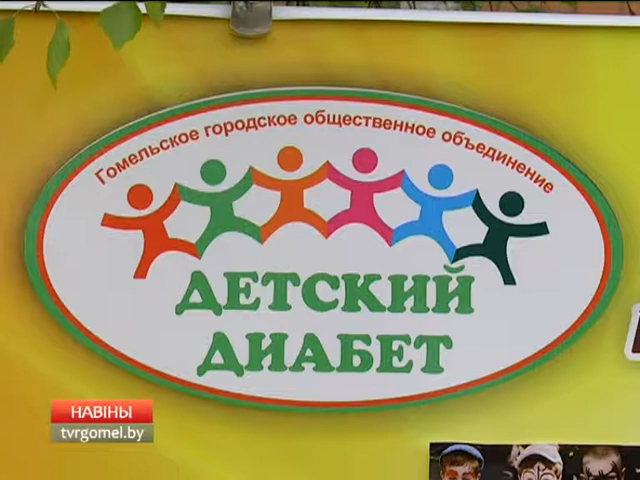 Гомельское городское общественное объединение
ДЕТСКИЙ
ДИАБЕТ
НАВІНЫ
tvrgomel.by